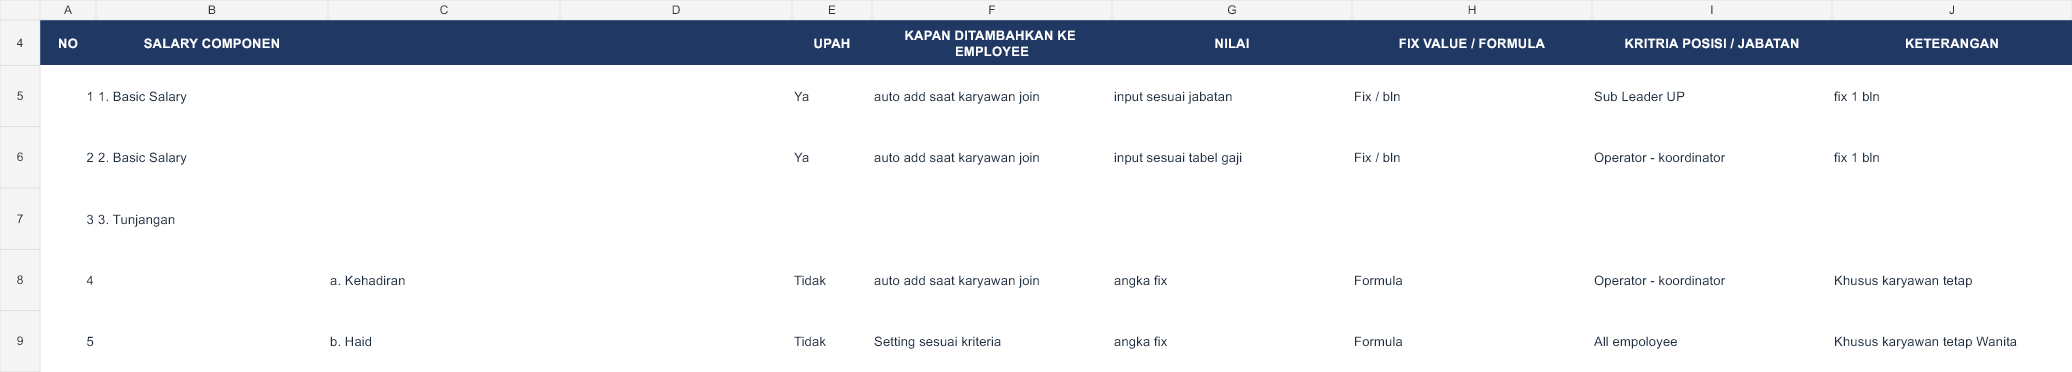 A B C D E F G H I J
4 NO SALARY COMPONEN UPAH KAPAN DITAMBAHKAN KE EMPLOYEE NILAI FIX VALUE / FORMULA KRITRIA POSISI / JABATAN KETERANGAN
5 1 1. Basic Salary Ya auto add saat karyawan join input sesuai jabatan Fix / bln Sub Leader UP fix 1 bln
6 2 2. Basic Salary Ya auto add saat karyawan join input sesuai tabel gaji Fix / bln Operator - koordinator fix 1 bln
7 3 3. Tunjangan
8 4 a. Kehadiran Tidak auto add saat karyawan join angka fix Formula Operator - koordinator Khusus karyawan tetap
9 5 b. Haid Tidak Setting sesuai kriteria angka fix Formula All empoloyee Khusus karyawan tetap Wanita